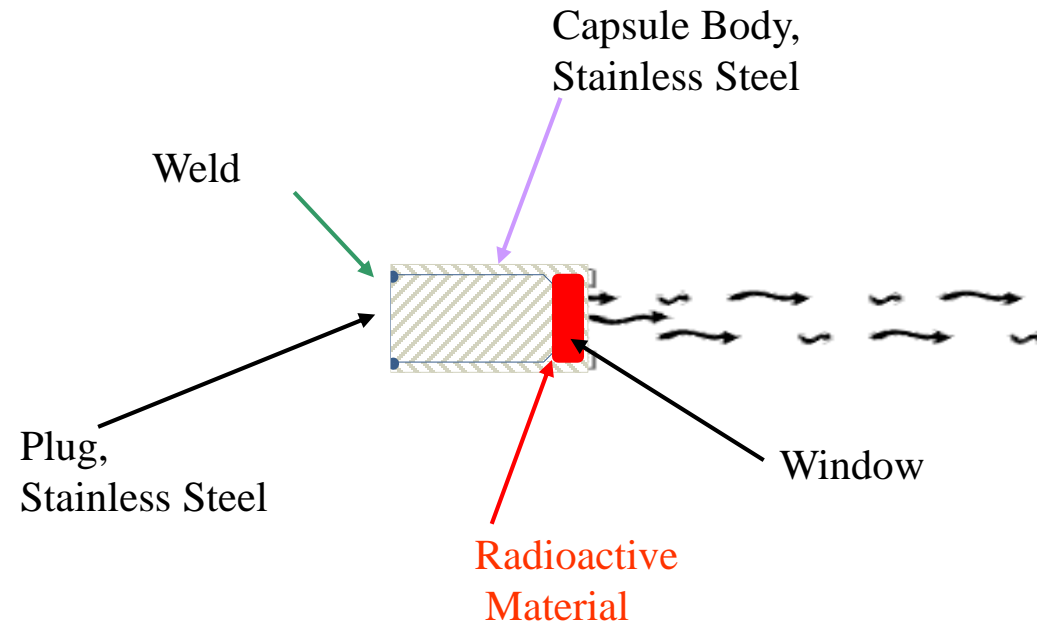 Capsule Body,
Stainless Steel
Weld
Plug,
Stainless Steel
Window
Radioactive
Material